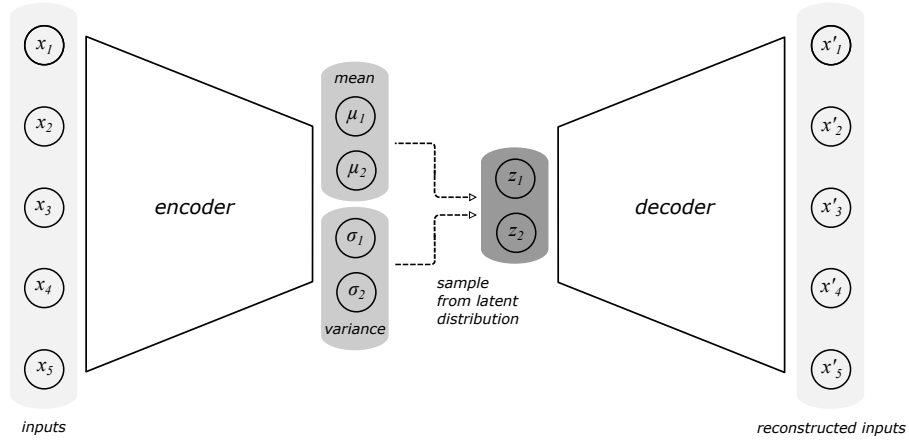 x1
x2
x3
x4
x5
inputs
encoder
mean
μ1
μ2
σ1
σ2
variance
z1
z2
sample
from latent
distribution
decoder
x'1
x'2
x'3
x'4
x'5
reconstructed inputs